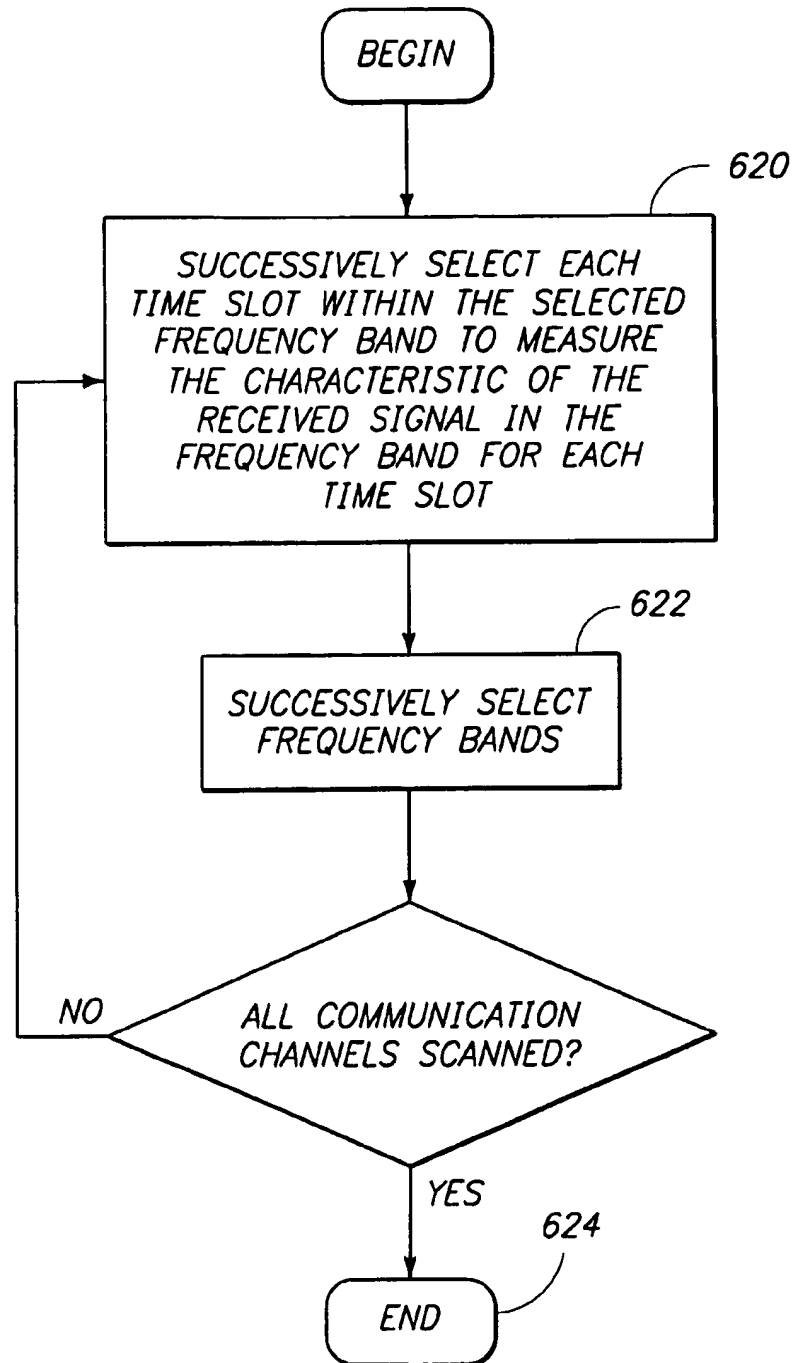 BEGIN
620
SUCCESSIVELY SELECT EACH
TIME SLOT WITHIN THE SELECTED
FREQUENCY BAND TO MEASURE
THE CHARACTERISTIC OF THE
RECEIVED SIGNAL IN THE
FREQUENCY BAND FOR EACH
TIME SLOT
622
SUCCESSIVELY SELECT
FREQUENCY BANDS
NO
ALL COMMUNICATION
CHANNELS SCANNED?
YES
624
END